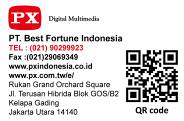 PX Digital Multimedia
PT. Best Fortune Indonesia
TEL : (021) 90299923
Fax:(021)29069349
www.pxindonesia.co.id
www.px.com.tw/e/
Rukan Grand Orchard Square
Jl. Terusan Hibrida Blok GOS/B2
Kelapa Gading
Jakarta Utara 14140
QR code